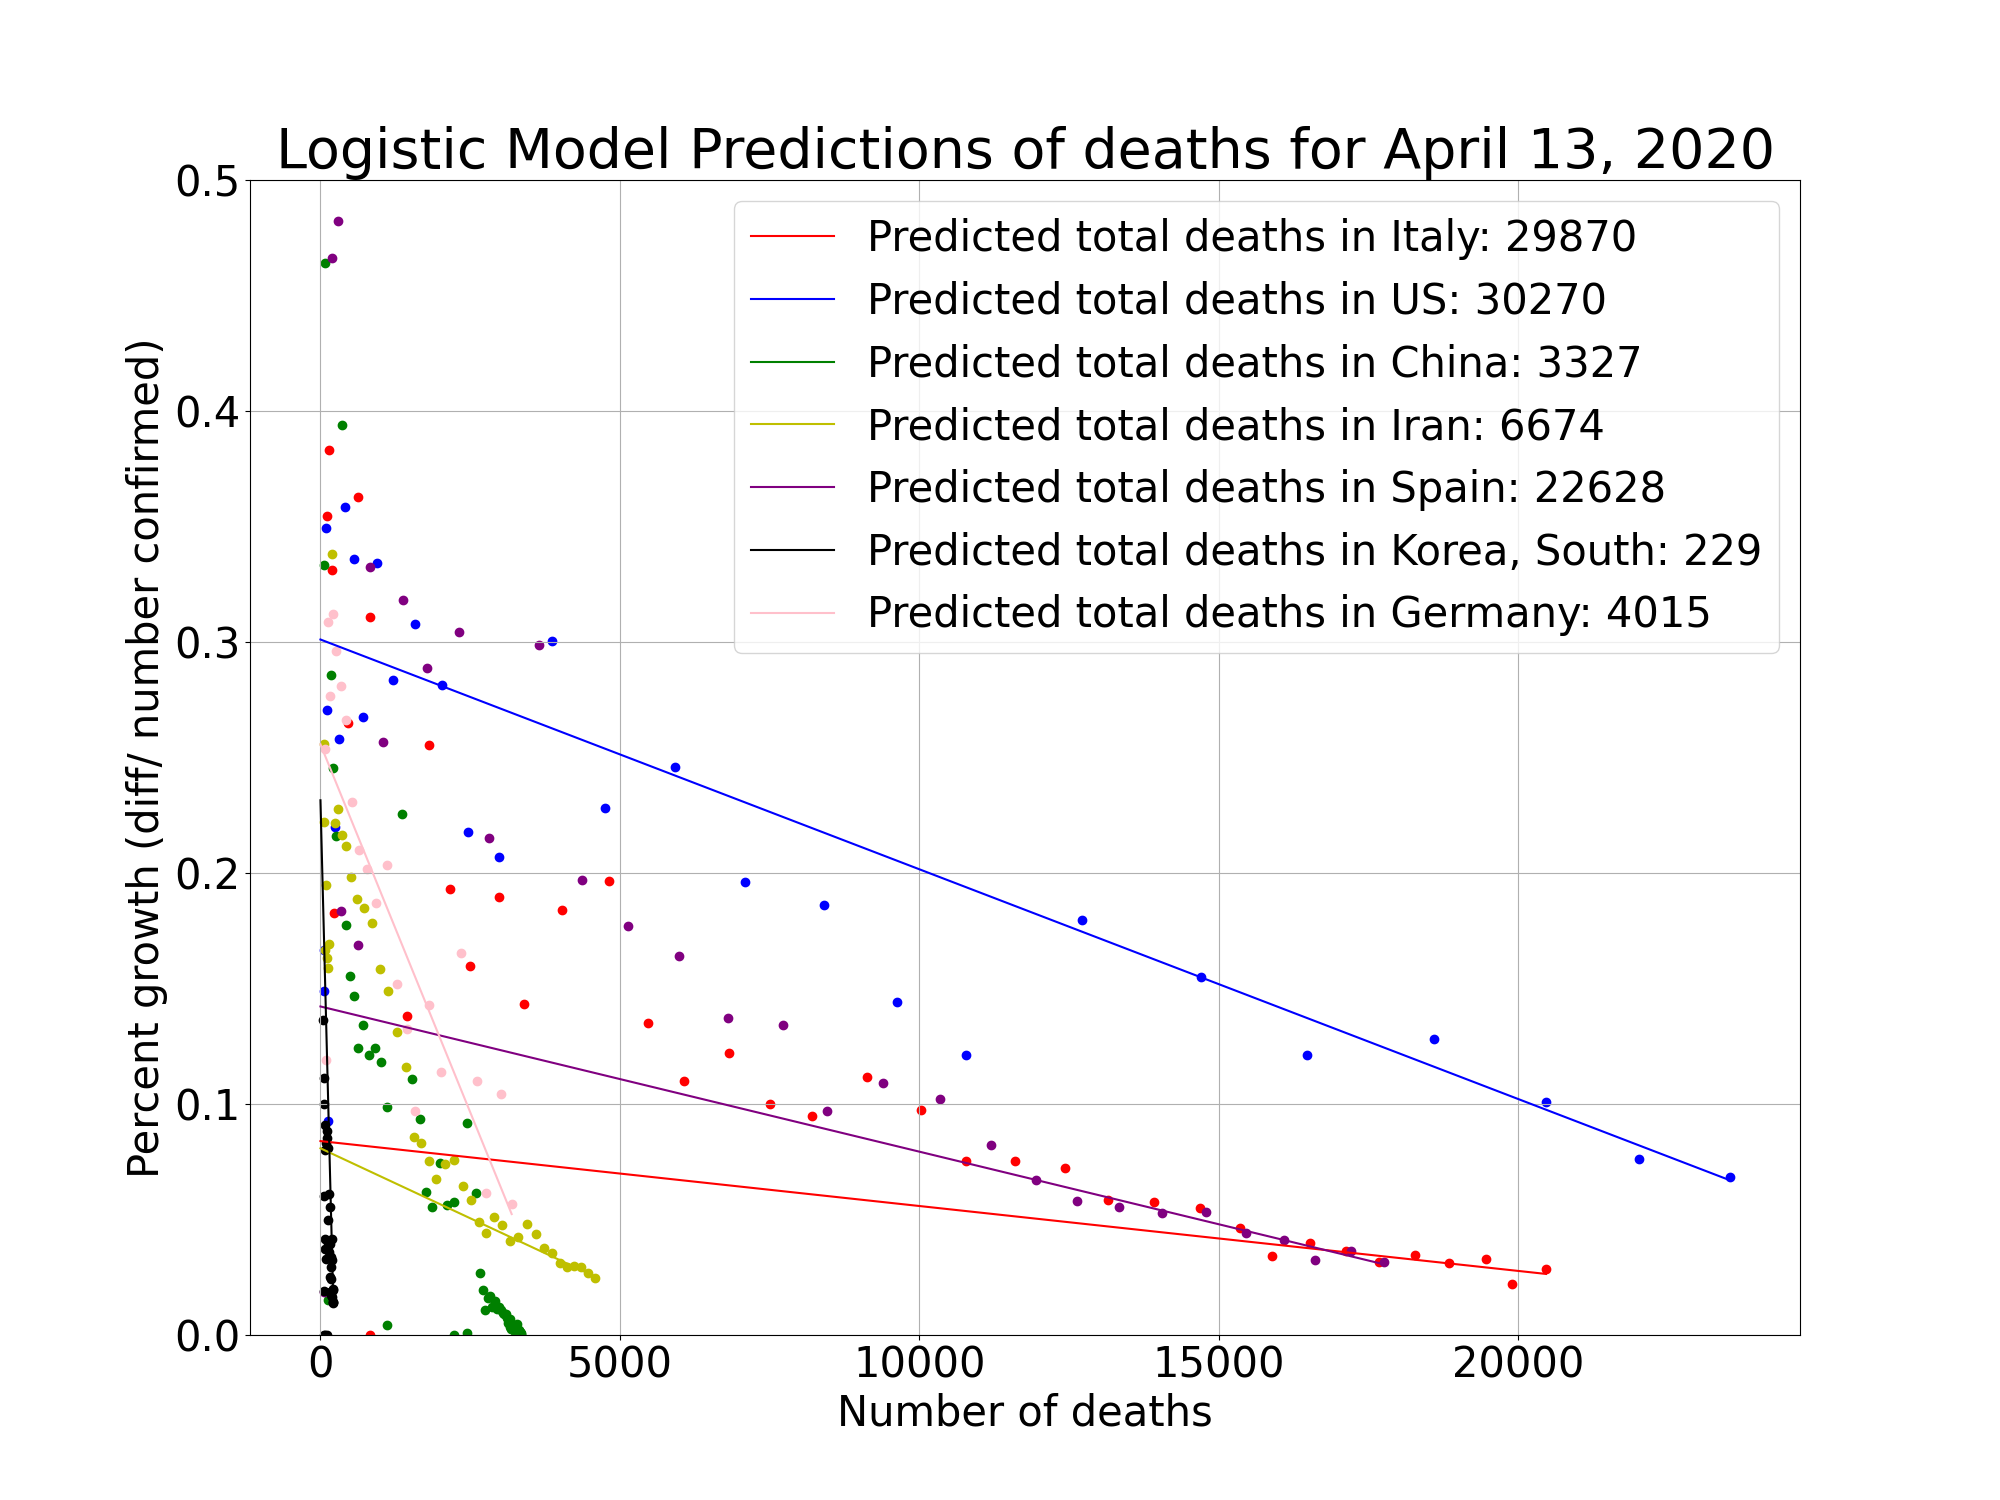 Logistic Model Predictions of deaths for April 13, 2020
0.5
0.4
0.3
0.2
0.1
0.0
Percent growth (diff/ number confirmed)
Predicted total deaths in Italy: 29870
Predicted total deaths in US: 30270
Predicted total deaths in China: 3327
Predicted total deaths in Iran: 6674
Predicted total deaths in Spain: 22628
Predicted total deaths in Korea, South: 229
Predicted total deaths in Germany: 4015
0 5000 10000 15000 20000
Number of deaths